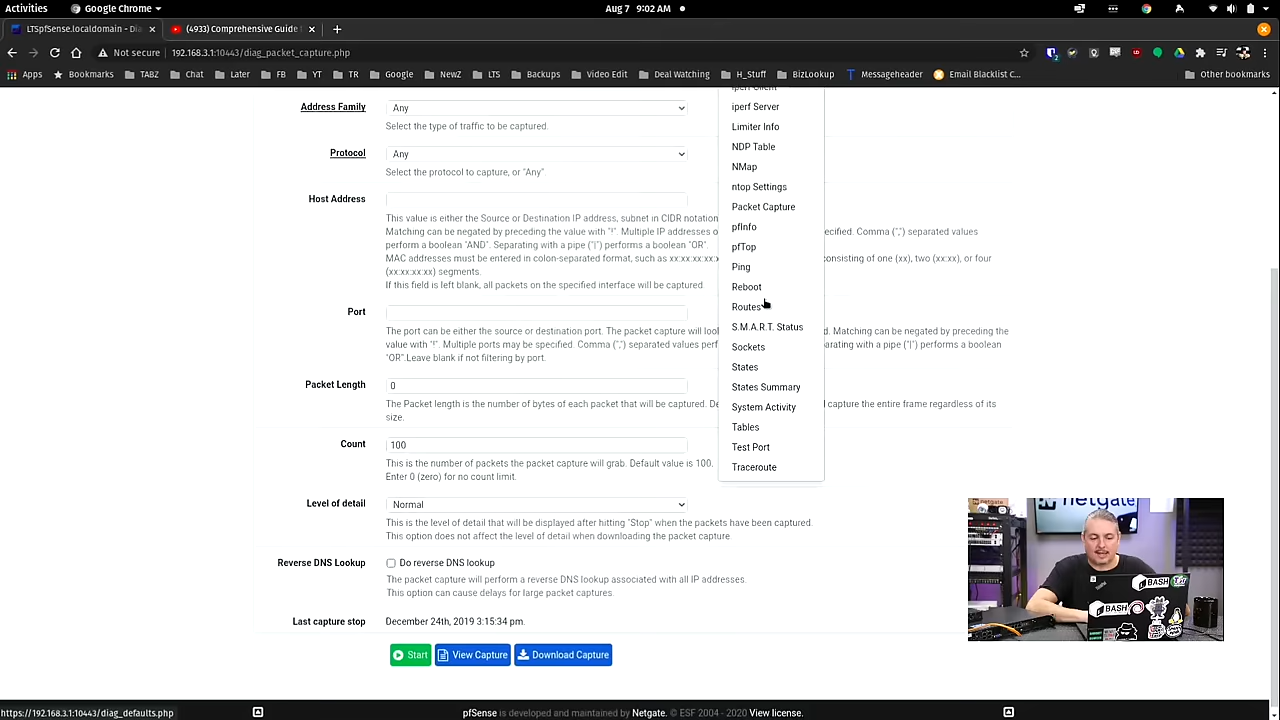 Activities
Google Chrome
Aug 7 9:02 AM
LTSpfSense.localdomain - Dia
(4933) Comprehensive Guide
Not secure
192.168.3.1:10443/diag_packet_capture.php
Apps
Bookmarks
TABZ
Chat
Later
FB
YT
TR
Google
NewZ
LTS
Backups
Video Edit
Deal Watching
H_Stuff
BizLookup
Messageheader
Email Blacklist C...
Other bookmarks
Address Family
Any
Select the type of traffic to be captured.
Protocol
Any
Select the protocol to capture, or "Any".
Host Address
This value is either the Source or Destination IP address, subnet in CIDR notation
Matching can be negated by preceding the value with "!". Multiple IP addresses o
ecified. Comma (",") separated values
perform a boolean "AND". Separating with a pipe ("|") performs a boolean "OR".
MAC addresses must be entered in colon-separated format, such as xx:xx:xx:xx:x
consisting of one (xx), two (xx:xx), or four
(xx:xx:xx:xx) segments.
If this field is left blank, all packets on the specified interface will be captured.
Port
The port can be either the source or destination port. The packet capture will look
d. Matching can be negated by preceding the
value with "!". Multiple ports may be specified. Comma (",") separated values perf
parating with a pipe ("|") performs a boolean
"OR".Leave blank if not filtering by port.
Packet Length
0
The Packet length is the number of bytes of each packet that will be captured. De
capture the entire frame regardless of its
size.
Count
100
This is the number of packets the packet capture will grab. Default value is 100.
Enter 0 (zero) for no count limit.
Level of detail
Normal
This is the level of detail that will be displayed after hitting "Stop" when the packets have been captured.
This option does not affect the level of detail when downloading the packet capture
Reverse DNS Lookup
Do reverse DNS lookup
The packet capture will perform a reverse DNS lookup associated with all IP addresses.
This option can cause delays for large packet captures.
Last capture stop
December 24th, 2019 3:15:34 pm.
Start
View Capture
Download Capture
iperf Client
iperf Server
Limiter Info
NDP Table
NMap
ntop Settings
Packet Capture
pfInfo
pfTop
Ping
Reboot
Routes
S.M.A.R.T. Status
Sockets
States
States Summary
System Activity
Tables
Test Port
Traceroute
netgate
BASH
BASH
https://192.168.3.1:10443/diag_defaults.php
pfSense is developed and maintained by Netgate. © ESF 2004 - 2020 View license.